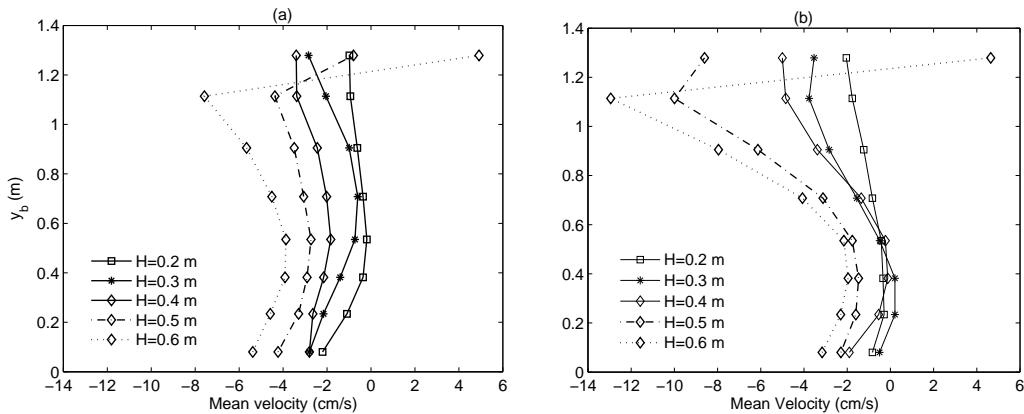 (a)
1.4
1.2
1
0.8
0.6
0.4
0.2
0
y_b (m)
H=0.2 m
H=0.3 m
H=0.4 m
H=0.5 m
H=0.6 m
−14 −12 −10 −8 −6 −4 −2 0 2 4 6
Mean velocity (cm/s)
(b)
1.4
1.2
1
0.8
0.6
0.4
0.2
0
H=0.2 m
H=0.3 m
H=0.4 m
H=0.5 m
H=0.6 m
−14 −12 −10 −8 −6 −4 −2 0 2 4 6
Mean Velocity (cm/s)